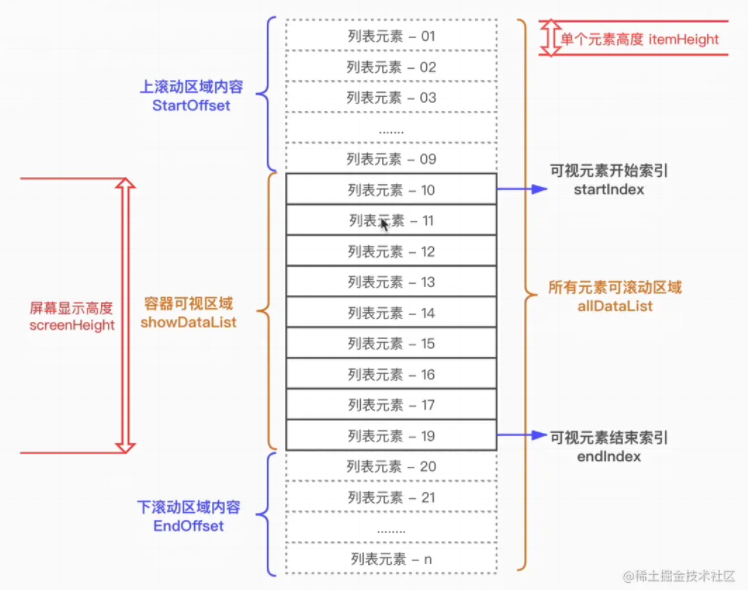 列表元素 – 01
单个元素高度 itemHeight
列表元素 – 02
上滚动区域内容
StartOffset
列表元素 – 03
.......
列表元素 – 09
可视元素开始索引
startIndex
列表元素 – 10
列表元素 – 11
列表元素 – 12
列表元素 – 13
屏幕显示高度
screenHeight
容器可视区域
showDataList
所有元素可滚动区域
allDataList
列表元素 – 14
列表元素 – 15
列表元素 – 16
列表元素 – 17
列表元素 – 19
可视元素结束索引
endIndex
列表元素 – 20
列表元素 – 21
下滚动区域内容
EndOffset
........
列表元素 – n
@稀土掘金技术社区